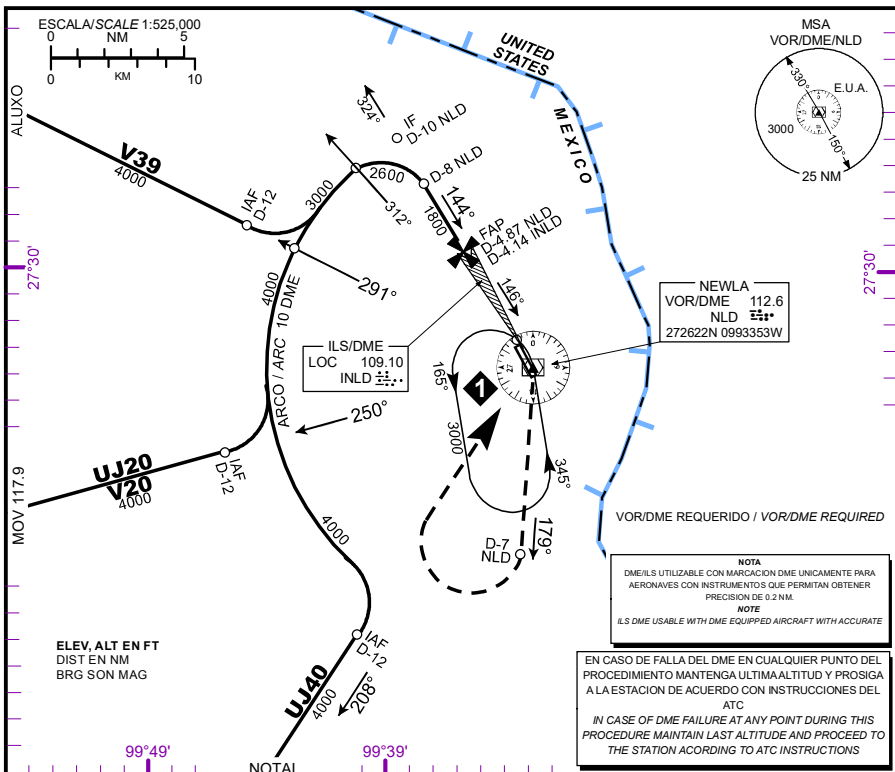 ESCALA/SCALE 1:525,000
0 NM 5
0 KM 10
UNITED
STATES
MEXICO
MSA
VOR/DME/NLD
330°
E.U.A.
3000
150°
25 NM
ALUXO
V39
4000
IAF
D-12
3000
324°
IF
D-10 NLD
2600
D-8 NLD
312°
1800
144°
FAP
D-4.87 NLD
D-4.14 INLD
27°30'
27°30'
4000
291°
146°
ARCO / ARC 10 DME
NEWLA
VOR/DME 112.6
NLD
272622N 0993353W
ILS/DME
LOC 109.10
INLD
165°
1
250°
3000
345°
UJ20
V20
4000
IAF
D-12
MOV 117.9
4000
D-7
NLD
179°
VOR/DME REQUERIDO / VOR/DME REQUIRED
NOTA
DME/ILS UTILIZABLE CON MARCACION DME UNICAMENTE PARA
AERONAVES CON INSTRUMENTOS QUE PERMITAN OBTENER
PRECISION DE 0.2 NM.
NOTE
ILS DME USABLE WITH DME EQUIPPED AIRCRAFT WITH ACCURATE
ELEV, ALT EN FT
DIST EN NM
BRG SON MAG
IAF
D-12
UJ40
4000
208°
EN CASO DE FALLA DEL DME EN CUALQUIER PUNTO DEL
PROCEDIMIENTO MANTENGA ULTIMA ALTITUD Y PROSIGA
A LA ESTACION DE ACUERDO CON INSTRUCCIONES DEL
ATC
IN CASE OF DME FAILURE AT ANY POINT DURING THIS
PROCEDURE MAINTAIN LAST ALTITUDE AND PROCEED TO
THE STATION ACORDING TO ATC INSTRUCTIONS
99°49'
99°39'